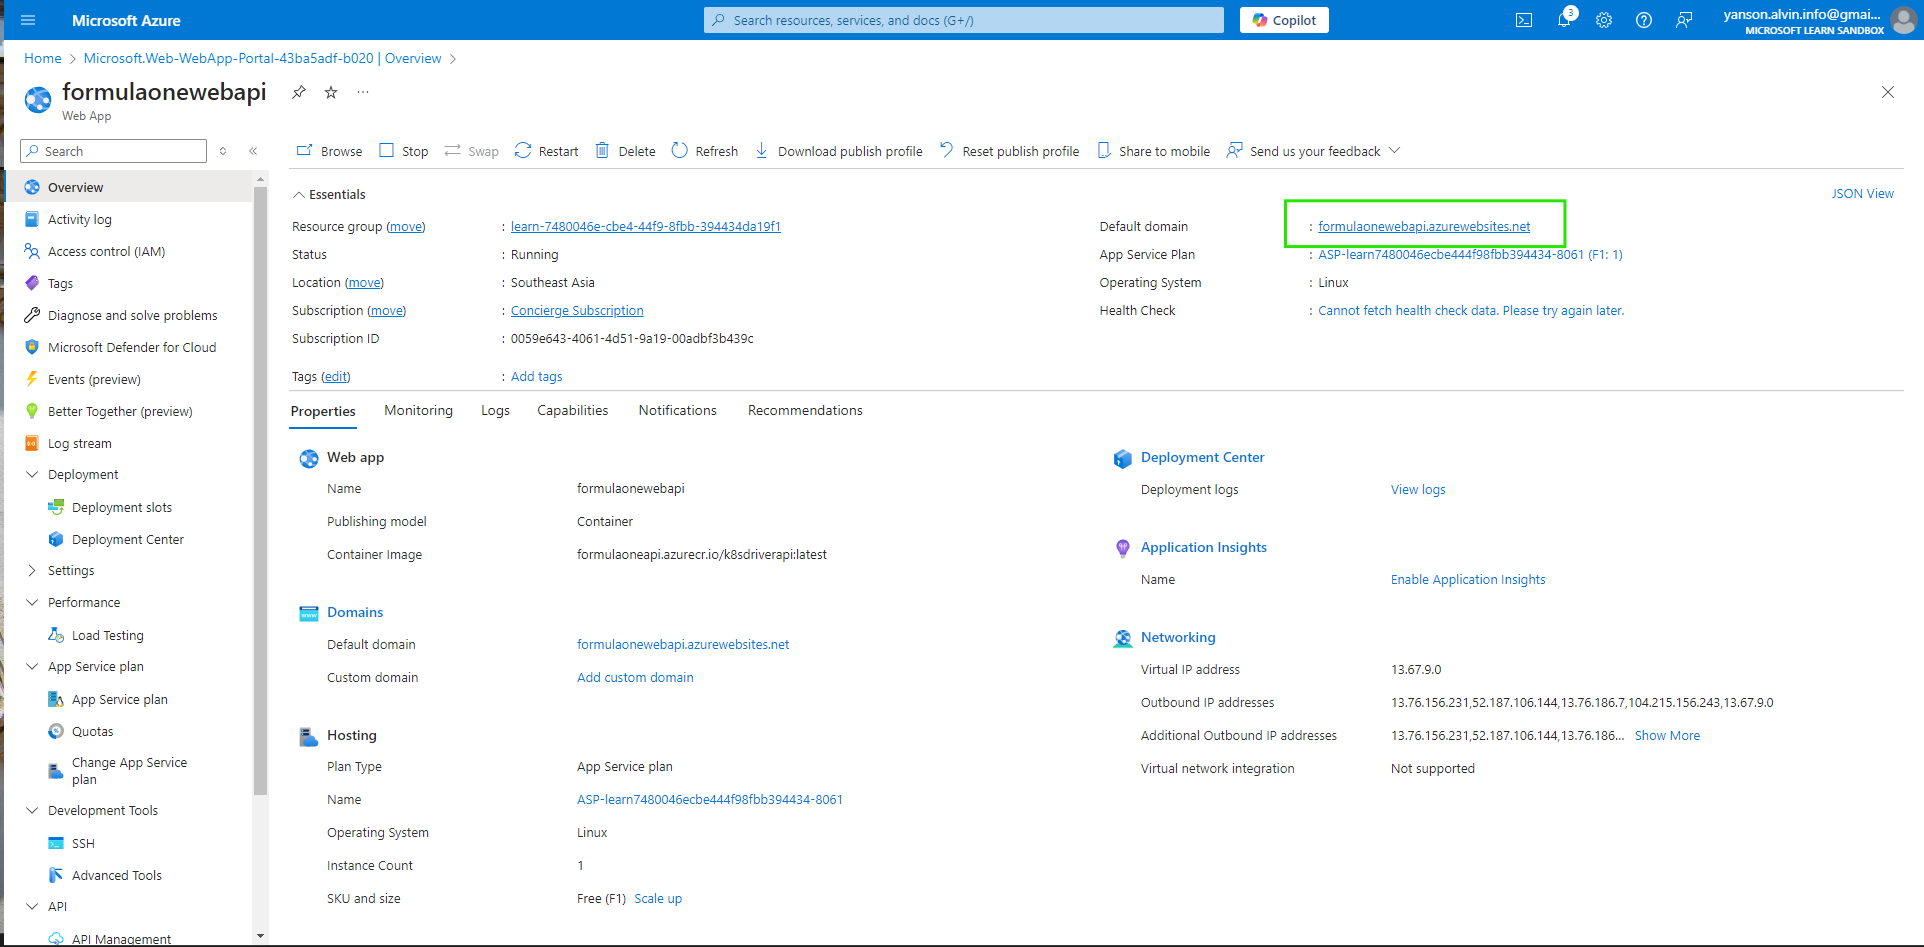 Microsoft Azure
Search resources, services, and docs (G+/)
Copilot
3
yanson.alvin.info@gmai...
MICROSOFT LEARN SANDBOX
Home > Microsoft.Web-WebApp-Portal-43ba5adf-b020 | Overview >
formulaonewebapi
Web App
Search
Browse Stop Swap Restart Delete Refresh Download publish profile Reset publish profile Share to mobile Send us your feedback
Overview
Activity log
Access control (IAM)
Tags
Diagnose and solve problems
Microsoft Defender for Cloud
Events (preview)
Better Together (preview)
Log stream
Deployment
Deployment slots
Deployment Center
Settings
Performance
Load Testing
App Service plan
App Service plan
Quotas
Change App Service
plan
Development Tools
SSH
Advanced Tools
API
API Management
Essentials
JSON View
Resource group (move) : learn-7480046e-cbe4-44f9-8fbb-394434da19f1
Status : Running
Location (move) : Southeast Asia
Subscription (move) : Concierge Subscription
Subscription ID : 0059e643-4061-4d51-9a19-00adbf3b439c
Tags (edit) : Add tags
Default domain : formulaonewebapi.azurewebsites.net
App Service Plan : ASP-learn7480046ecbe444f98fbb394434-8061 (F1: 1)
Operating System : Linux
Health Check : Cannot fetch health check data. Please try again later.
Properties Monitoring Logs Capabilities Notifications Recommendations
Web app
Name formulaonewebapi
Publishing model Container
Container Image formulaoneapi.azurecr.io/k8sdriverapi:latest
Domains
Default domain formulaonewebapi.azurewebsites.net
Custom domain Add custom domain
Hosting
Plan Type App Service plan
Name ASP-learn7480046ecbe444f98fbb394434-8061
Operating System Linux
Instance Count 1
SKU and size Free (F1) Scale up
Deployment Center
Deployment logs View logs
Application Insights
Name Enable Application Insights
Networking
Virtual IP address 13.67.9.0
Outbound IP addresses 13.76.156.231,52.187.106.144,13.76.186.7,104.215.156.243,13.67.9.0
Additional Outbound IP addresses 13.76.156.231,52.187.106.144,13.76.186... Show More
Virtual network integration Not supported